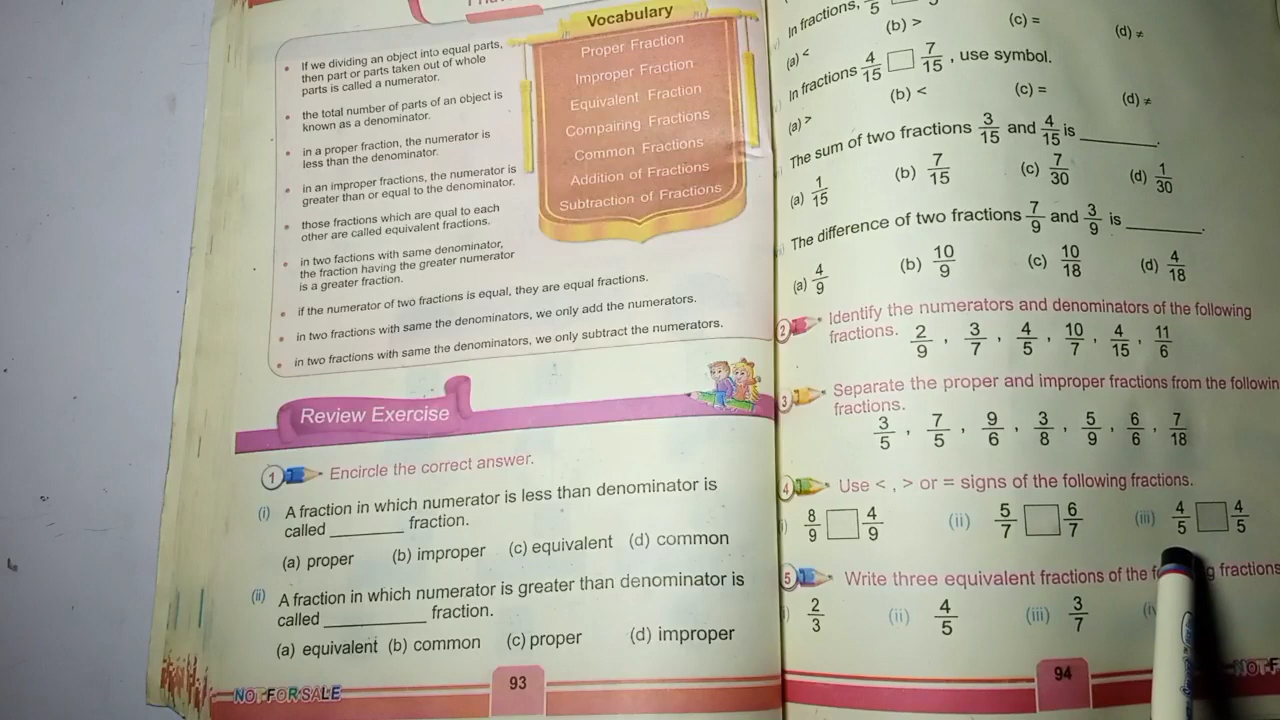 Vocabulary
Proper Fraction
Improper Fraction
Equivalent Fraction
Compairing Fractions
Common Fractions
Addition of Fractions
Subtraction of Fractions
• If we dividing an object into equal parts,
then part or parts taken out of whole
parts is called a numerator.
• the total number of parts of an object is
known as a denominator.
• in a proper fraction, the numerator is
less than the denominator.
• in an improper fractions, the numerator is
greater than or equal to the denominator.
• those fractions which are qual to each
other are called equivalent fractions.
• in two factions with same denominator,
the fraction having the greater numerator
is a greater fraction.
• if the numerator of two fractions is equal, they are equal fractions.
• in two fractions with same the denominators, we only add the numerators.
• in two fractions with same the denominators, we only subtract the numerators.
Review Exercise
1 Encircle the correct answer.
(i) A fraction in which numerator is less than denominator is
called ________ fraction.
(a) proper (b) improper (c) equivalent (d) common
(ii) A fraction in which numerator is greater than denominator is
called ___________ fraction.
(a) equivalent (b) common (c) proper (d) improper
NOT FOR SALE 93
In fractions, /5
(a) < (b) > (c) = (d) ≠
In fractions 4/15 □ 7/15 , use symbol.
(a) > (b) < (c) = (d) ≠
The sum of two fractions 3/15 and 4/15 is ________.
(a) 1/15 (b) 7/15 (c) 7/30 (d) 1/30
The difference of two fractions 7/9 and 3/9 is ________.
(a) 4/9 (b) 10/9 (c) 10/18 (d) 4/18
2 Identify the numerators and denominators of the following
fractions. 2/9 , 3/7 , 4/5 , 10/7 , 4/15 , 11/6
3 Separate the proper and improper fractions from the followin
fractions.
3/5 , 7/5 , 9/6 , 3/8 , 5/9 , 6/6 , 7/18
4 Use < , > or = signs of the following fractions.
8/9 □ 4/9 (ii) 5/7 □ 6/7 (iii) 4/5 □ 4/5
5 Write three equivalent fractions of the f g fractions
2/3 (ii) 4/5 (iii) 3/7 (iv
94 NOT F